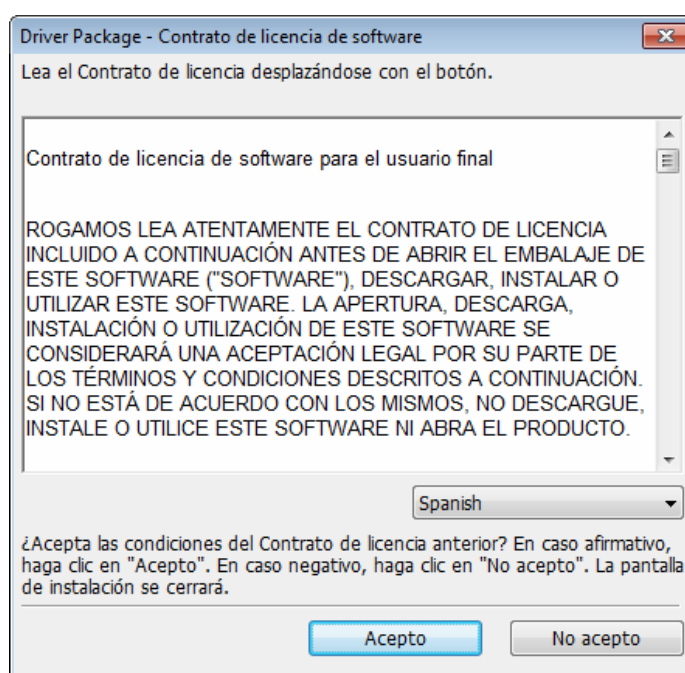 Driver Package - Contrato de licencia de software
Lea el Contrato de licencia desplazándose con el botón.
Contrato de licencia de software para el usuario final
ROGAMOS LEA ATENTAMENTE EL CONTRATO DE LICENCIA
INCLUIDO A CONTINUACIÓN ANTES DE ABRIR EL EMBALAJE DE
ESTE SOFTWARE ("SOFTWARE"), DESCARGAR, INSTALAR O
UTILIZAR ESTE SOFTWARE. LA APERTURA, DESCARGA,
INSTALACIÓN O UTILIZACIÓN DE ESTE SOFTWARE SE
CONSIDERARÁ UNA ACEPTACIÓN LEGAL POR SU PARTE DE
LOS TÉRMINOS Y CONDICIONES DESCRITOS A CONTINUACIÓN.
SI NO ESTÁ DE ACUERDO CON LOS MISMOS, NO DESCARGUE,
INSTALE O UTILICE ESTE SOFTWARE NI ABRA EL PRODUCTO.
Spanish
¿Acepta las condiciones del Contrato de licencia anterior? En caso afirmativo,
haga clic en "Acepto". En caso negativo, haga clic en "No acepto". La pantalla
de instalación se cerrará.
Acepto
No acepto